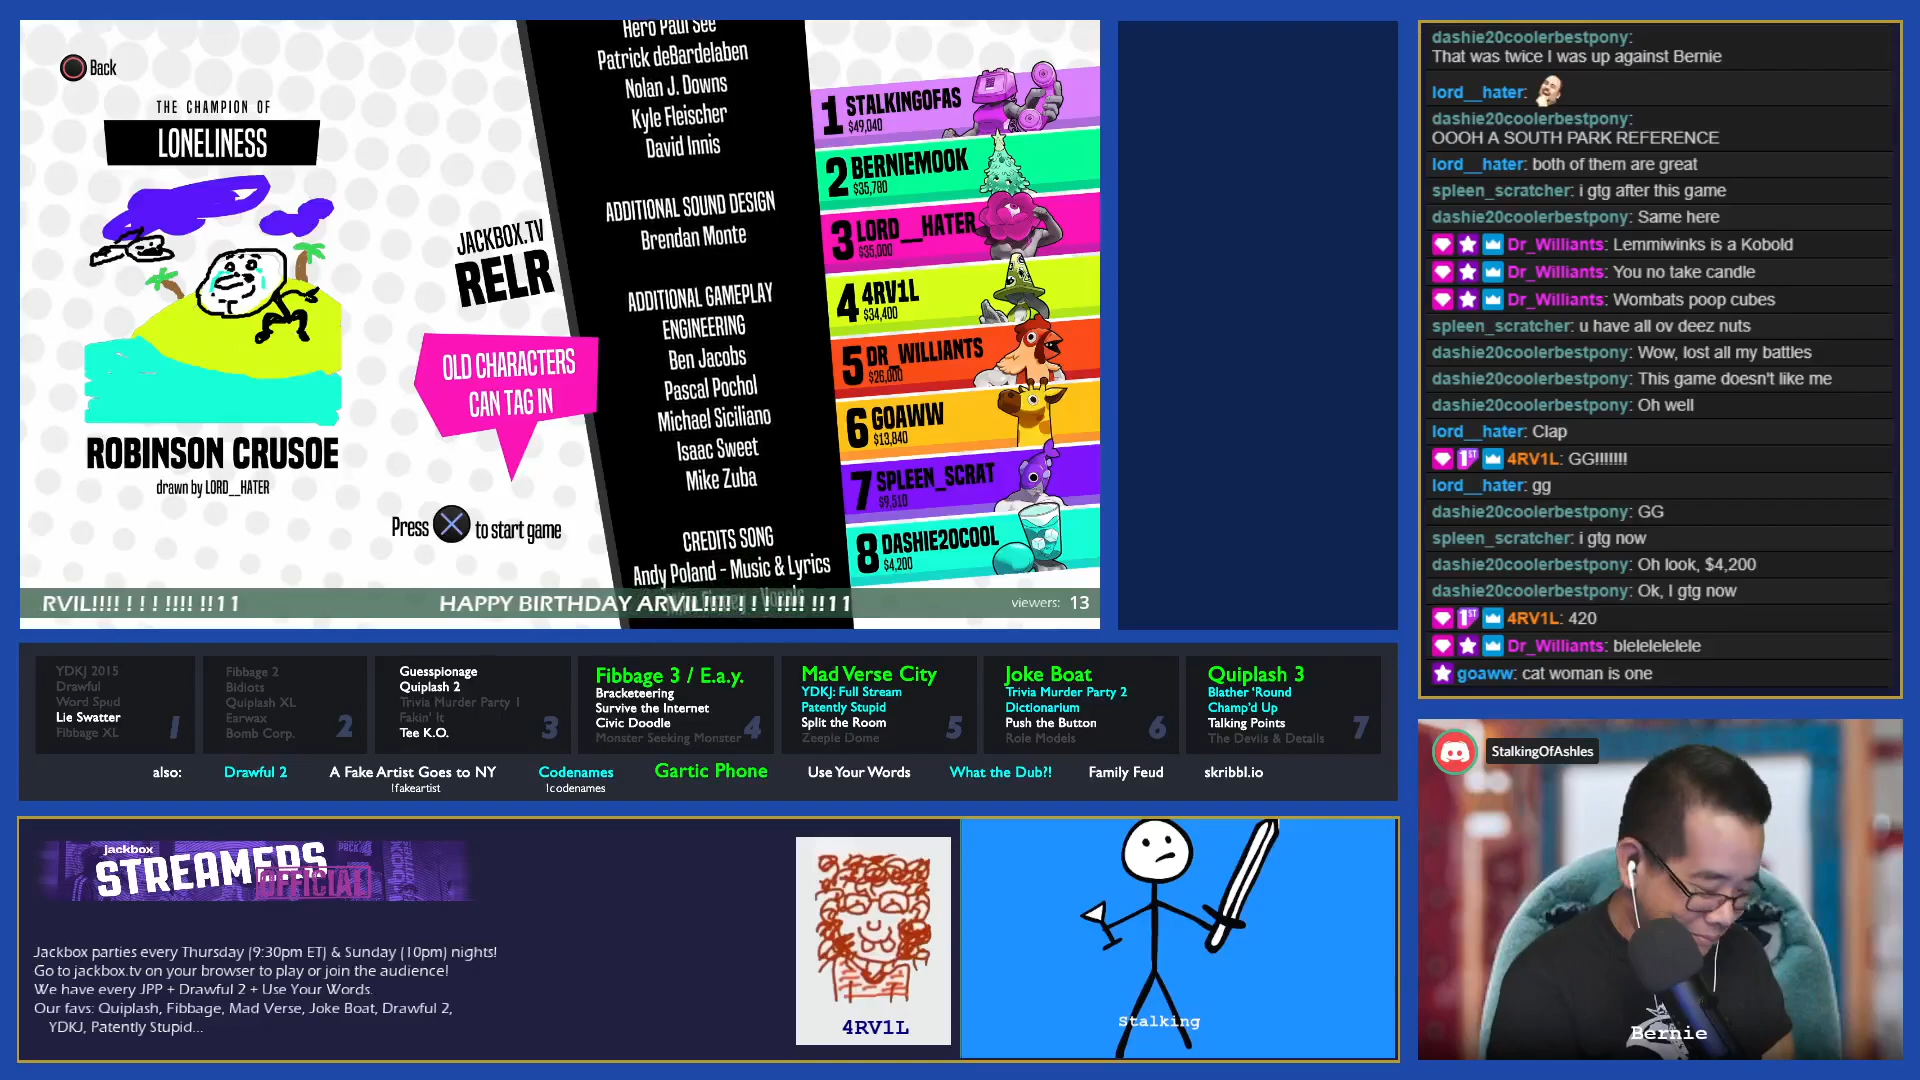 Back
THE CHAMPION OF
LONELINESS
ROBINSON CRUSOE
drawn by LORD__HATER
JACKBOX.TV
RELR
OLD CHARACTERS
CAN TAG IN
Press to start game
Hero Paul See
Patrick deBardelaben
Nolan J. Downs
Kyle Fleischer
David Innis
ADDITIONAL SOUND DESIGN
Brendan Monte
ADDITIONAL GAMEPLAY
ENGINEERING
Ben Jacobs
Pascal Pochol
Michael Siciliano
Isaac Sweet
Mike Zuba
CREDITS SONG
Andy Poland - Music & Lyrics
1 STALKINGOFAS
$49,040
2 BERNIEMOOK
$35,780
3 LORD__HATER
$35,000
4 4RV1L
$34,400
5 DR_WILLIANTS
$26,000
6 GOAWW
$13,840
7 SPLEEN_SCRAT
$9,510
8 DASHIE20COOL
$4,200
RVIL!!!! ! ! ! !!!! !!11 HAPPY BIRTHDAY ARVIL!!!! ! ! ! !!!! !!11
viewers: 13
YDKJ 2015
Drawful
Word Spud
Lie Swatter
Fibbage XL
1
Fibbage 2
Bidiots
Quiplash XL
Earwax
Bomb Corp.
2
Guesspionage
Quiplash 2
Trivia Murder Party 1
Fakin' It
Tee K.O.
3
Fibbage 3 / E.a.y.
Bracketeering
Survive the Internet
Civic Doodle
Monster Seeking Monster
4
Mad Verse City
YDKJ: Full Stream
Patently Stupid
Split the Room
Zeeple Dome
5
Joke Boat
Trivia Murder Party 2
Dictionarium
Push the Button
Role Models
6
Quiplash 3
Blather 'Round
Champ'd Up
Talking Points
The Devils & Details
7
also: Drawful 2 A Fake Artist Goes to NY Codenames Gartic Phone Use Your Words What the Dub?! Family Feud skribbl.io
!fakeartist !codenames
jackbox
STREAMERS
OFFICIAL
Jackbox parties every Thursday (9:30pm ET) & Sunday (10pm) nights!
Go to jackbox.tv on your browser to play or join the audience!
We have every JPP + Drawful 2 + Use Your Words.
Our favs: Quiplash, Fibbage, Mad Verse, Joke Boat, Drawful 2,
YDKJ, Patently Stupid...
4RV1L
Stalking
dashie20coolerbestpony:
That was twice I was up against Bernie
lord__hater:
dashie20coolerbestpony:
OOOH A SOUTH PARK REFERENCE
lord__hater: both of them are great
spleen_scratcher: i gtg after this game
dashie20coolerbestpony: Same here
Dr_Williants: Lemmiwinks is a Kobold
Dr_Williants: You no take candle
Dr_Williants: Wombats poop cubes
spleen_scratcher: u have all ov deez nuts
dashie20coolerbestpony: Wow, lost all my battles
dashie20coolerbestpony: This game doesn't like me
dashie20coolerbestpony: Oh well
lord__hater: Clap
1ST 4RV1L: GG!!!!!!!
lord__hater: gg
dashie20coolerbestpony: GG
spleen_scratcher: i gtg now
dashie20coolerbestpony: Oh look, $4,200
dashie20coolerbestpony: Ok, I gtg now
1ST 4RV1L: 420
Dr_Williants: blelelelelele
goaww: cat woman is one
StalkingOfAshles
Bernie